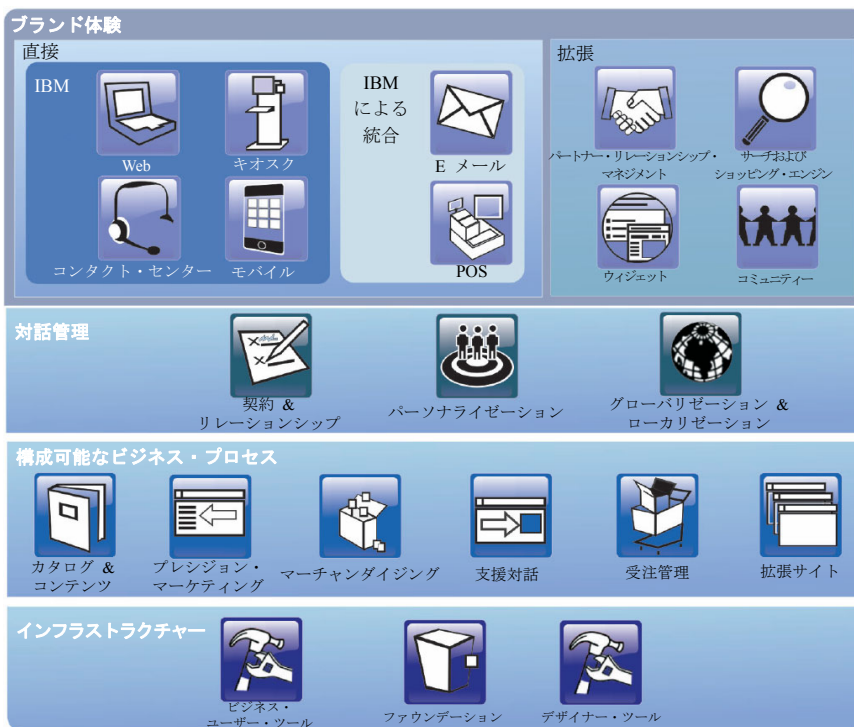 ブランド体験
直接
IBM
Web
キオスク
コンタクト・センター
モバイル
IBM
による
統合
E メール
POS
拡張
パートナー・リレーションシップ・
マネジメント
サーチおよび
ショッピング・エンジン
ウィジェット
コミュニティー
対話管理
契約 &
リレーションシップ
パーソナライゼーション
グローバリゼーション &
ローカリゼーション
構成可能なビジネス・プロセス
カタログ &
コンテンツ
プレシジョン・
マーケティング
マーチャンダイジング
支援対話
受注管理
拡張サイト
インフラストラクチャー
ビジネス・
ユーザー・ツール
ファウンデーション
デザイナー・ツール